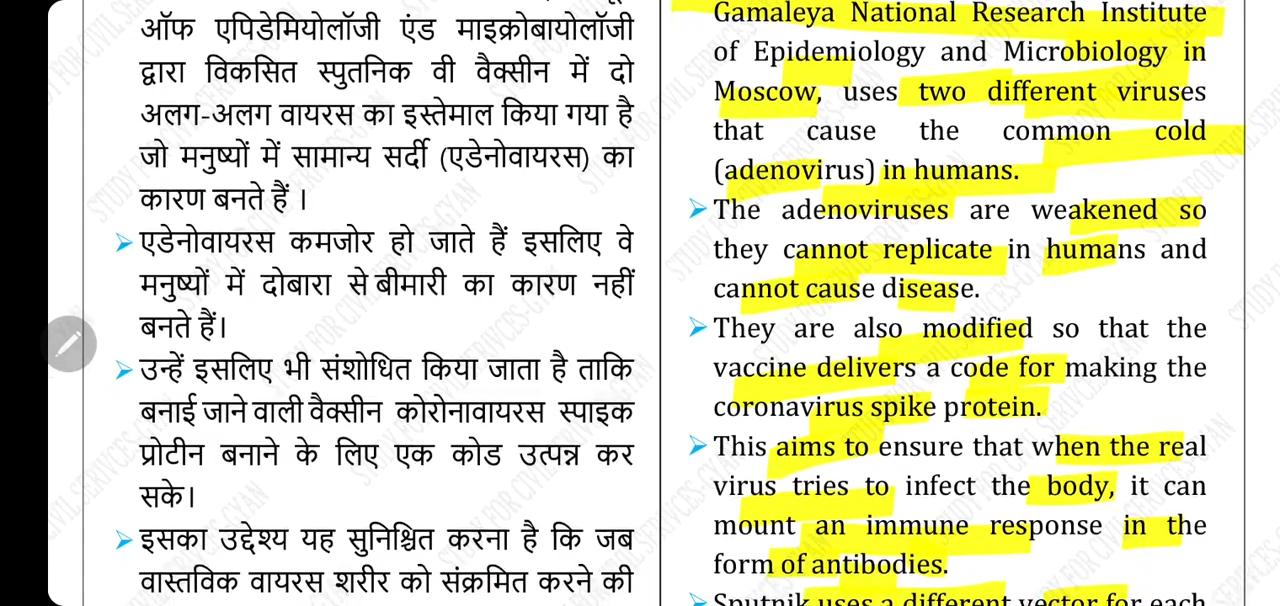 ऑफ एपिडेमियोलॉजी एंड माइक्रोबायोलॉजी
द्वारा विकसित स्पुतनिक वी वैक्सीन में दो
अलग-अलग वायरस का इस्तेमाल किया गया है
जो मनुष्यों में सामान्य सर्दी (एडेनोवायरस) का
कारण बनते हैं ।
➢ एडेनोवायरस कमजोर हो जाते हैं इसलिए वे
मनुष्यों में दोबारा से बीमारी का कारण नहीं
बनते हैं।
➢ उन्हें इसलिए भी संशोधित किया जाता है ताकि
बनाई जाने वाली वैक्सीन कोरोनावायरस स्पाइक
प्रोटीन बनाने के लिए एक कोड उत्पन्न कर
सके।
➢ इसका उद्देश्य यह सुनिश्चित करना है कि जब
वास्तविक वायरस शरीर को संक्रमित करने की
Gamaleya National Research Institute
of Epidemiology and Microbiology in
Moscow, uses two different viruses
that cause the common cold
(adenovirus) in humans.
➢ The adenoviruses are weakened so
they cannot replicate in humans and
cannot cause disease.
➢ They are also modified so that the
vaccine delivers a code for making the
coronavirus spike protein.
➢ This aims to ensure that when the real
virus tries to infect the body, it can
mount an immune response in the
form of antibodies.
➢ Sputnik uses a different vector for each